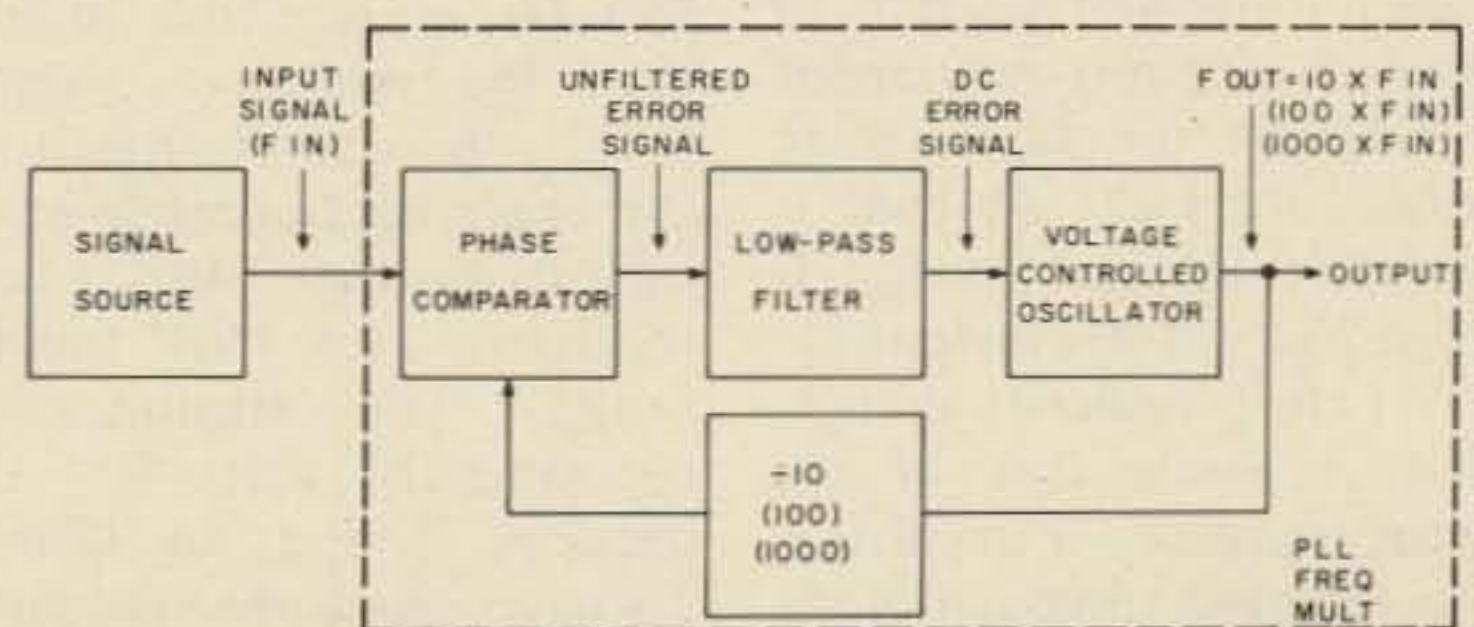 INPUT
SIGNAL
(F IN)
UNFILTERED
ERROR
SIGNAL
DC
ERROR
SIGNAL
F OUT = 10 X F IN
(100 X F IN)
(1000 X F IN)
SIGNAL
SOURCE
PHASE
COMPARATOR
LOW-PASS
FILTER
VOLTAGE
CONTROLLED
OSCILLATOR
OUTPUT
÷10
(100)
(1000)
PLL
FREQ
MULT